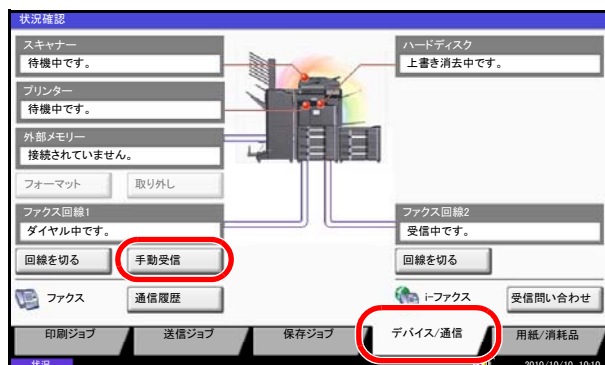 状況確認
スキャナー
待機中です。
ハードディスク
上書き消去中です。
プリンター
待機中です。
外部メモリー
接続されていません。
フォーマット 取り外し
ファクス回線1
ダイヤル中です。
ファクス回線2
受信中です。
回線を切る 手動受信 回線を切る
ファクス 通信履歴 i-ファクス 受信問い合わせ
印刷ジョブ 送信ジョブ 保存ジョブ デバイス/通信 用紙/消耗品
状況 2010/10/10 10:10